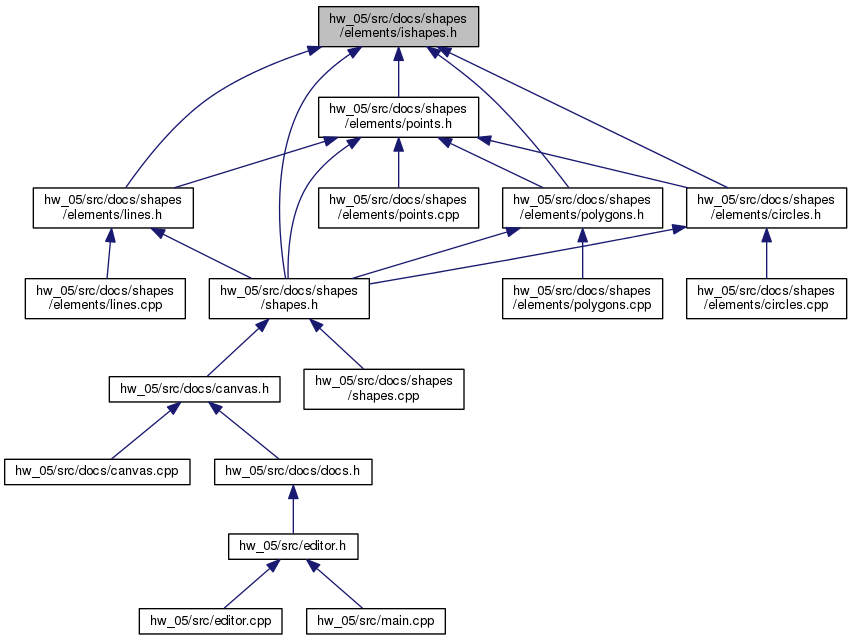 hw_05/src/docs/shapes
/elements/ishapes.h
hw_05/src/docs/shapes
/elements/points.h
hw_05/src/docs/shapes
/elements/lines.h
hw_05/src/docs/shapes
/elements/points.cpp
hw_05/src/docs/shapes
/elements/polygons.h
hw_05/src/docs/shapes
/elements/circles.h
hw_05/src/docs/shapes
/elements/lines.cpp
hw_05/src/docs/shapes
/shapes.h
hw_05/src/docs/shapes
/elements/polygons.cpp
hw_05/src/docs/shapes
/elements/circles.cpp
hw_05/src/docs/canvas.h
hw_05/src/docs/shapes
/shapes.cpp
hw_05/src/docs/canvas.cpp
hw_05/src/docs/docs.h
hw_05/src/editor.h
hw_05/src/editor.cpp
hw_05/src/main.cpp